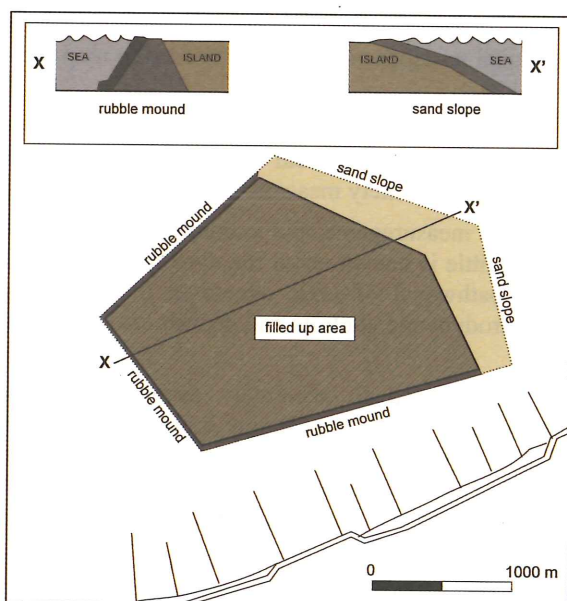 X
SEA
ISLAND
rubble mound
ISLAND
SEA
X'
sand slope
sand slope
X'
rubble mound
sand slope
filled up area
X
rubble mound
rubble mound
0
1000 m